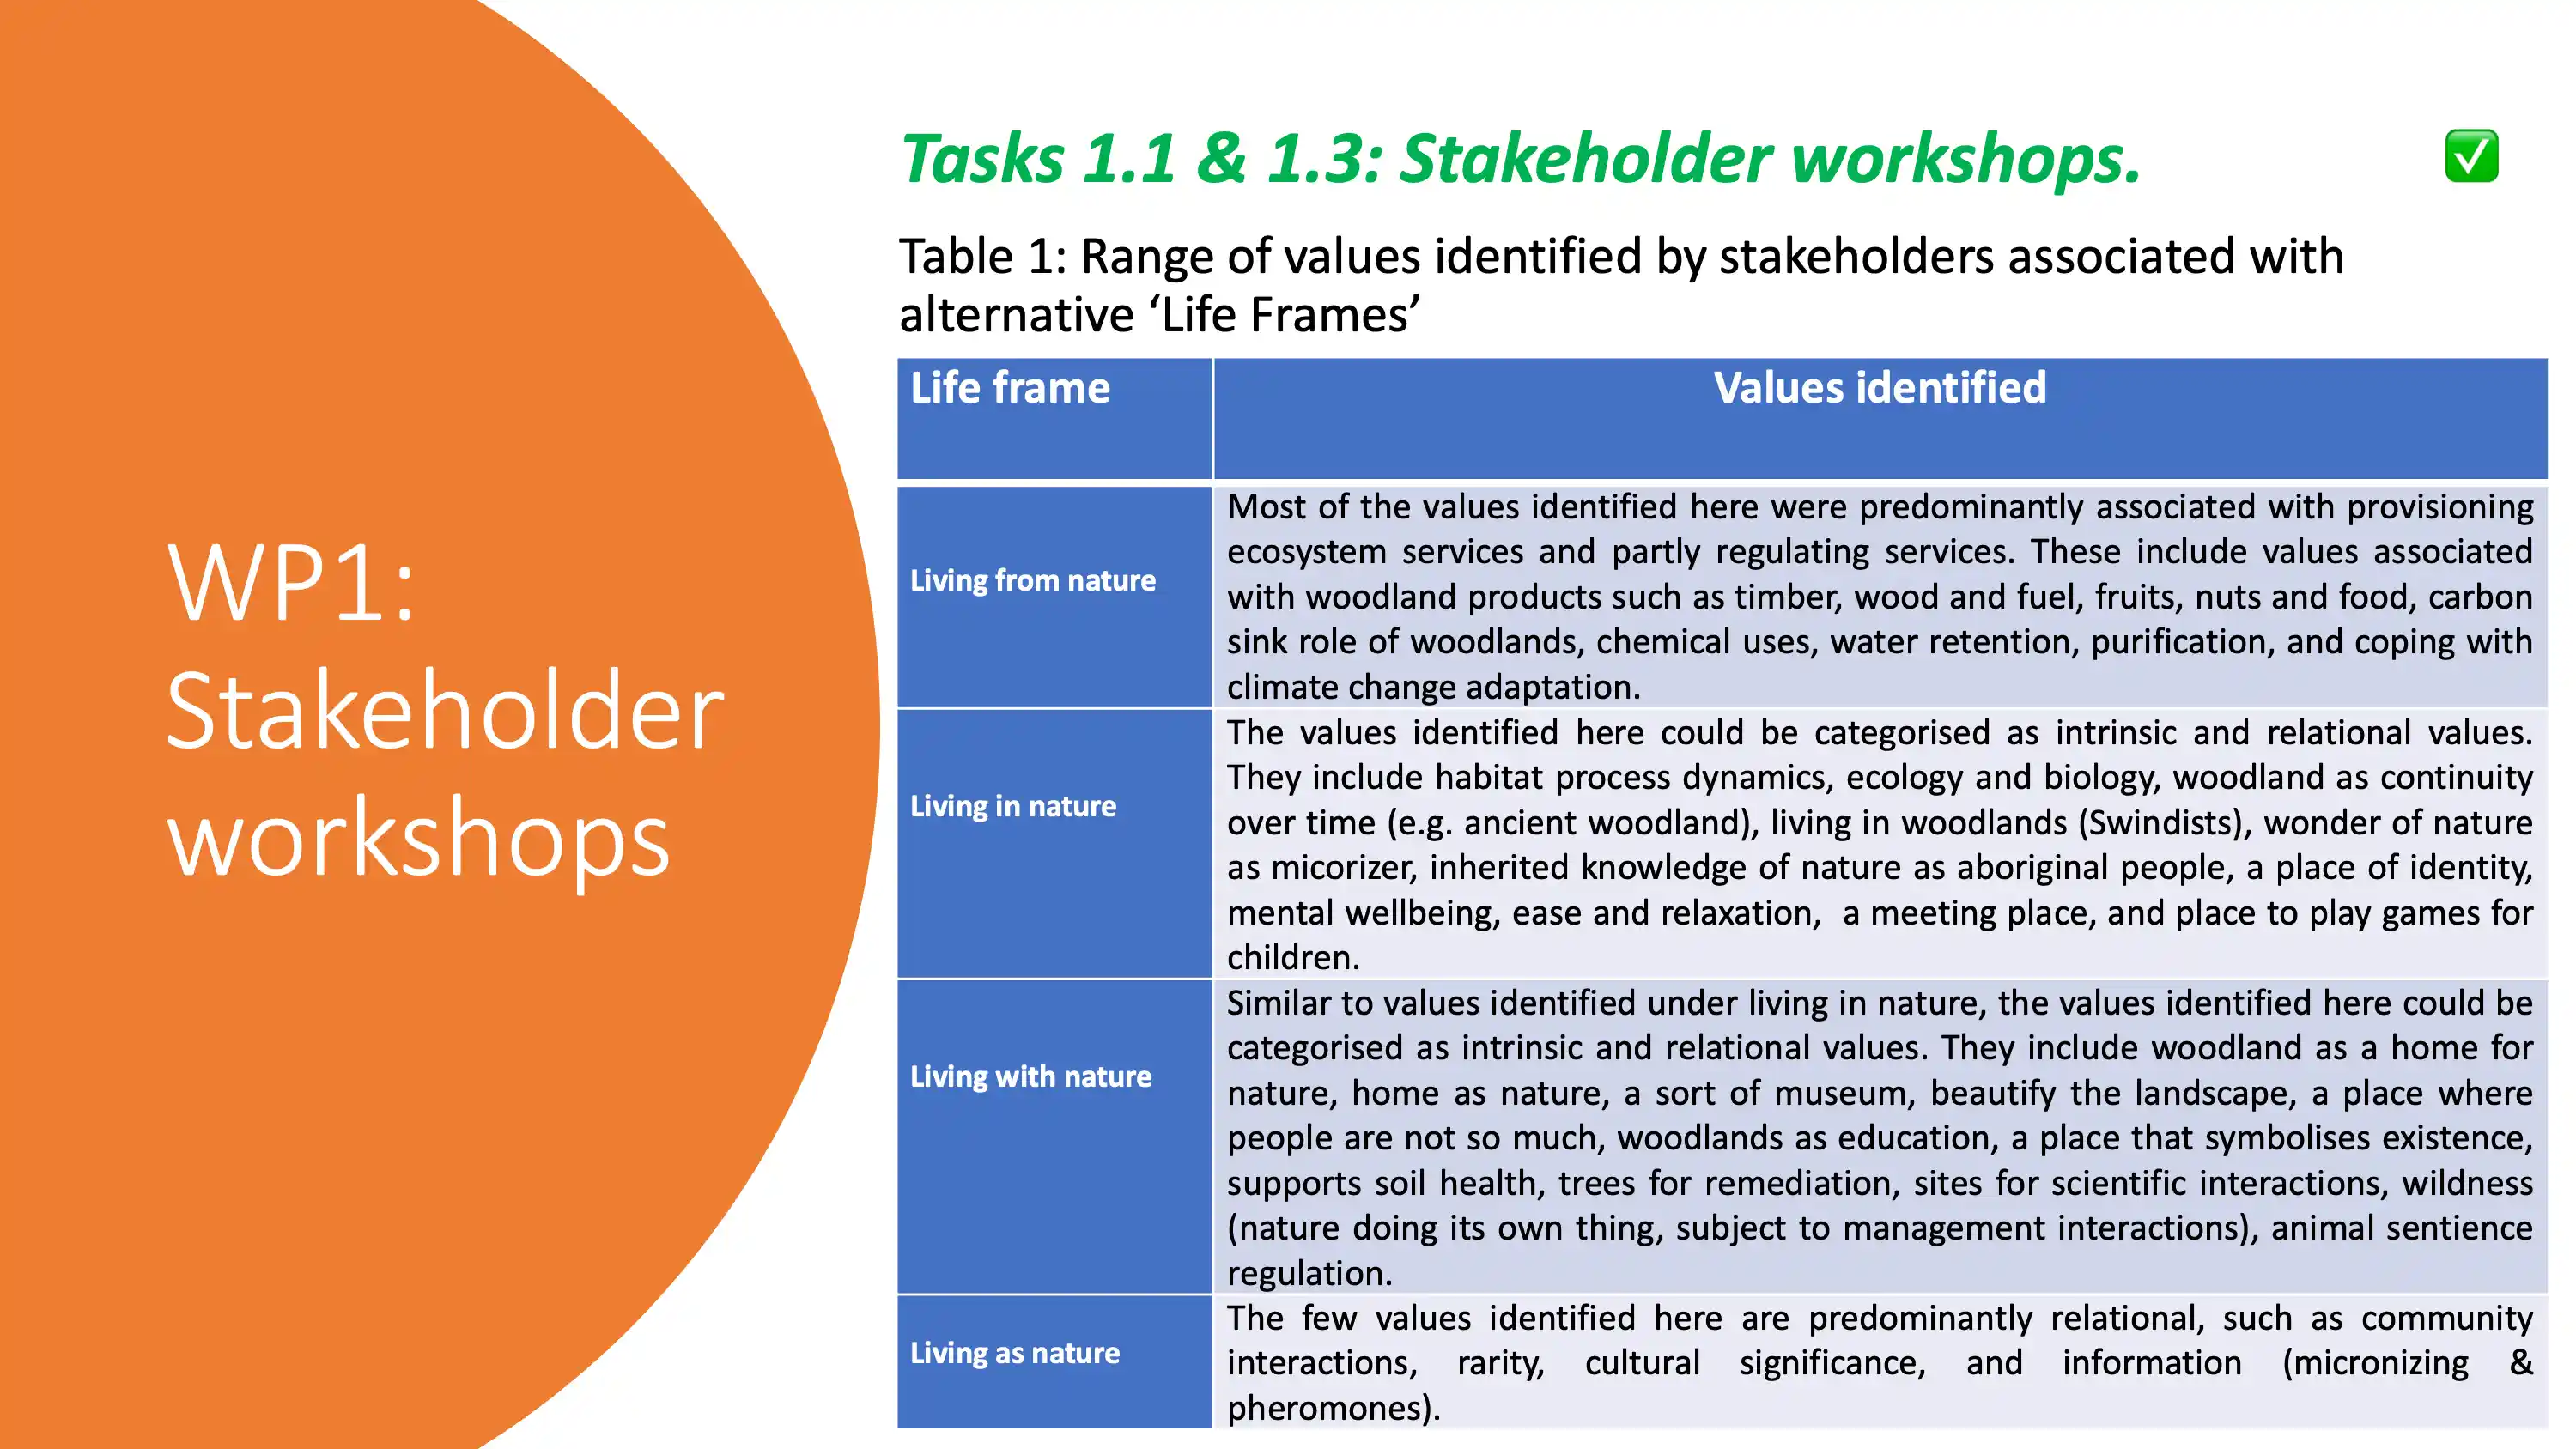 WP1:
Stakeholder
workshops
Tasks 1.1 & 1.3: Stakeholder workshops.
Table 1: Range of values identified by stakeholders associated with
alternative ‘Life Frames’
Life frame
Values identified
Living from nature
Most of the values identified here were predominantly associated with provisioning
ecosystem services and partly regulating services. These include values associated
with woodland products such as timber, wood and fuel, fruits, nuts and food, carbon
sink role of woodlands, chemical uses, water retention, purification, and coping with
climate change adaptation.
Living in nature
The values identified here could be categorised as intrinsic and relational values.
They include habitat process dynamics, ecology and biology, woodland as continuity
over time (e.g. ancient woodland), living in woodlands (Swindists), wonder of nature
as micorizer, inherited knowledge of nature as aboriginal people, a place of identity,
mental wellbeing, ease and relaxation, a meeting place, and place to play games for
children.
Living with nature
Similar to values identified under living in nature, the values identified here could be
categorised as intrinsic and relational values. They include woodland as a home for
nature, home as nature, a sort of museum, beautify the landscape, a place where
people are not so much, woodlands as education, a place that symbolises existence,
supports soil health, trees for remediation, sites for scientific interactions, wildness
(nature doing its own thing, subject to management interactions), animal sentience
regulation.
Living as nature
The few values identified here are predominantly relational, such as community
interactions, rarity, cultural significance, and information (micronizing &
pheromones).